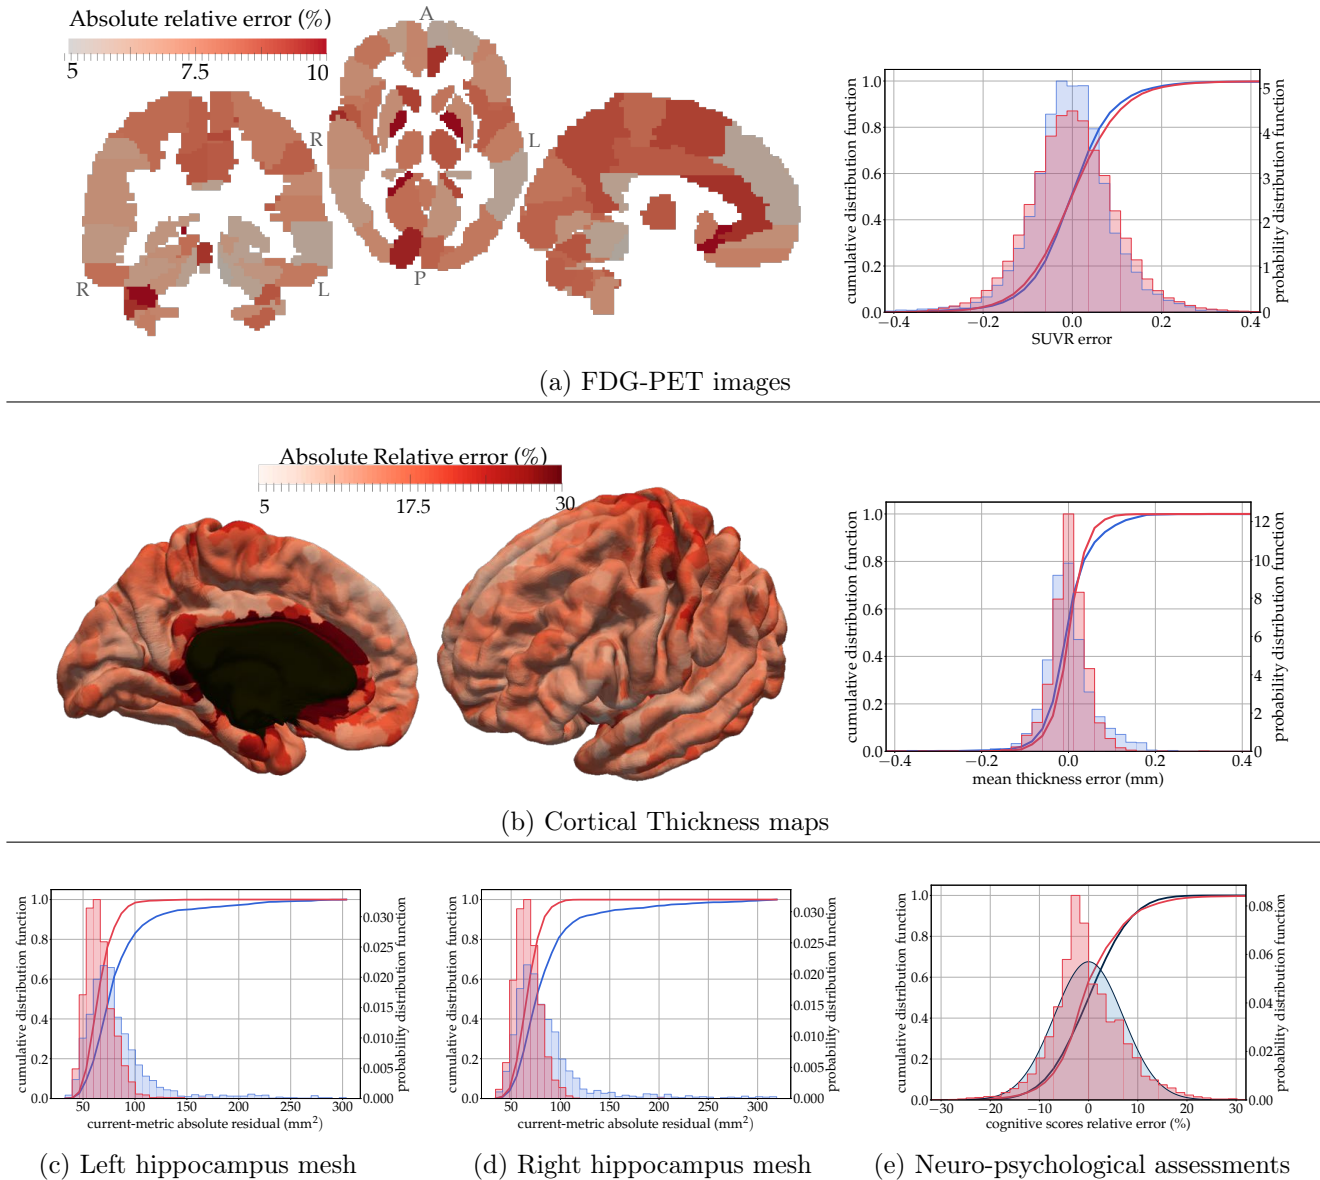 Absolute relative error (%)
5 7.5 10
A
R
L
P
R
L
cumulative distribution function
1.0
0.8
0.6
0.4
0.2
0.0
−0.4 −0.2 0.0 0.2 0.4
SUVR error
5
4
3
2
1
0
probability distribution function
(a) FDG-PET images
Absolute Relative error (%)
5 17.5 30
cumulative distribution function
1.0
0.8
0.6
0.4
0.2
0.0
−0.4 −0.2 0.0 0.2 0.4
mean thickness error (mm)
12
10
8
6
4
2
0
probability distribution function
(b) Cortical Thickness maps
cumulative distribution function
1.0
0.8
0.6
0.4
0.2
0.0
50 100 150 200 250 300
current-metric absolute residual (mm²)
0.030
0.025
0.020
0.015
0.010
0.005
0.000
probability distribution function
(c) Left hippocampus mesh
cumulative distribution function
1.0
0.8
0.6
0.4
0.2
0.0
50 100 150 200 250 300
current-metric absolute residual (mm²)
0.030
0.025
0.020
0.015
0.010
0.005
0.000
probability distribution function
(d) Right hippocampus mesh
cumulative distribution function
1.0
0.8
0.6
0.4
0.2
0.0
−30 −20 −10 0 10 20 30
cognitive scores relative error (%)
0.08
0.06
0.04
0.02
0.00
probability distribution function
(e) Neuro-psychological assessments